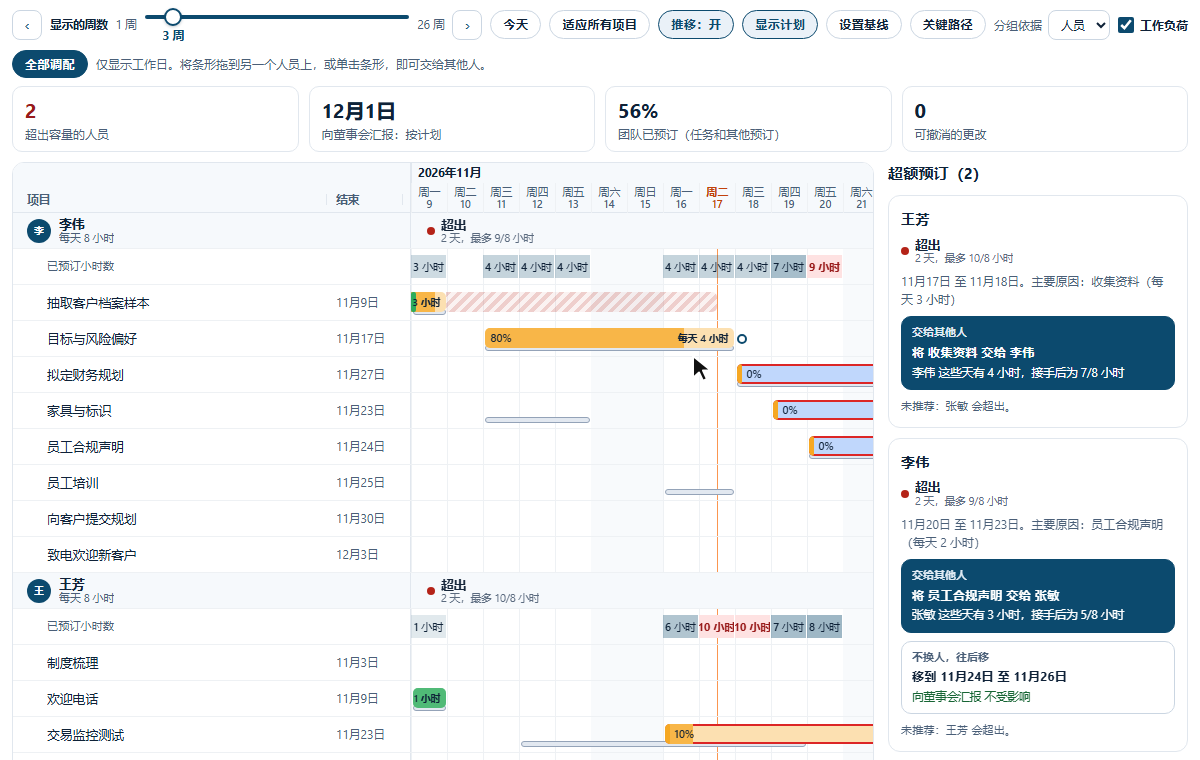 ‹ 显示的周数 1 周 3 周 26 周 › 今天 适应所有项目 推移：开 显示计划 设置基线 关键路径 分组依据 人员 工作负荷
全部调配 仅显示工作日。将条形拖到另一个人员上，或单击条形，即可交给其他人。
2
超出容量的人员
12月1日
向董事会汇报：按计划
56%
团队已预订（任务和其他预订）
0
可撤消的更改
项目 结束
2026年11月
周一 周二 周三 周四 周五 周六 周日 周一 周二 周三 周四 周五 周六
9 10 11 12 13 14 15 16 17 18 19 20 21
李 李伟
每天 8 小时
超出
2 天，最多 9/8 小时
已预订小时数 3 小时 4 小时 4 小时 4 小时 4 小时 4 小时 4 小时 7 小时 9 小时
抽取客户档案样本 11月9日 3 小时
目标与风险偏好 11月17日 80% 每天 4 小时
拟定财务规划 11月27日 0%
家具与标识 11月23日 0%
员工合规声明 11月24日 0%
员工培训 11月25日
向客户提交规划 11月30日
致电欢迎新客户 12月3日
王 王芳
每天 8 小时
超出
2 天，最多 10/8 小时
已预订小时数 1 小时 6 小时 10 小时 10 小时 7 小时 8 小时
制度梳理 11月3日
欢迎电话 11月9日 1 小时
交易监控测试 11月23日 10%
超额预订（2）
王芳
超出
2 天，最多 10/8 小时
11月17日 至 11月18日。主要原因：收集资料（每
天 3 小时）
交给其他人
将 收集资料 交给 李伟
李伟 这些天有 4 小时，接手后为 7/8 小时
未推荐：张敏 会超出。
李伟
超出
2 天，最多 9/8 小时
11月20日 至 11月23日。主要原因：员工合规声明
（每天 2 小时）
交给其他人
将 员工合规声明 交给 张敏
张敏 这些天有 3 小时，接手后为 5/8 小时
不换人，往后移
移到 11月24日 至 11月26日
向董事会汇报 不受影响
未推荐：王芳 会超出。